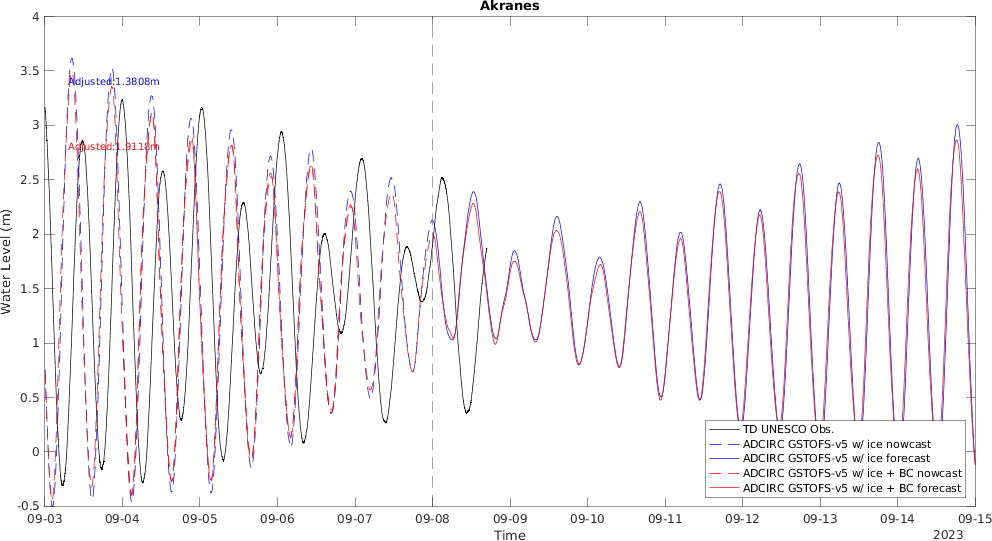 Akranes
4
3.5
3
2.5
2
1.5
1
0.5
0
-0.5
Water Level (m)
Adjusted:1.3808m
Adjusted:1.9118m
TD UNESCO Obs.
ADCIRC GSTOFS-v5 w/ ice nowcast
ADCIRC GSTOFS-v5 w/ ice forecast
ADCIRC GSTOFS-v5 w/ ice + BC nowcast
ADCIRC GSTOFS-v5 w/ ice + BC forecast
09-03 09-04 09-05 09-06 09-07 09-08 09-09 09-10 09-11 09-12 09-13 09-14 09-15
Time
2023